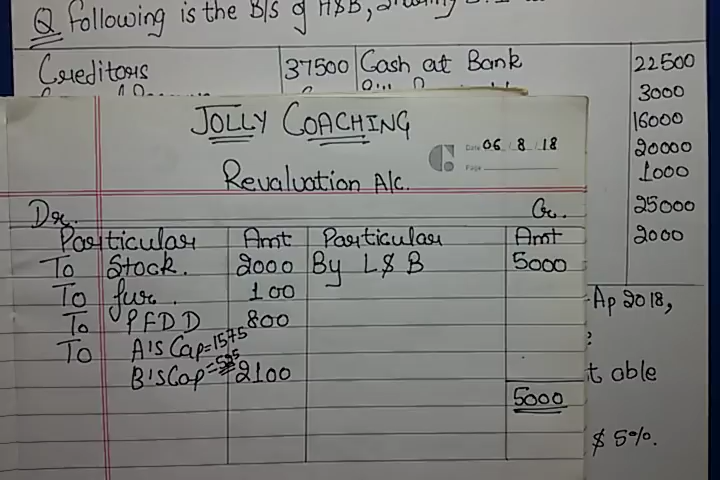 Q Following is the B/S of A&B,
Creditors 37500 Cash at Bank 22500
3000
16000
20000
1000
25000
2000
JOLLY COACHING
Date 06/8/18
Page
Revaluation A/c.
Dr. Cr.
Particular Amt Particular Amt
To Stock. 2000 By L&B 5000
To fur. 100
To PFDD 800
To A'S Cap=1575
B'S Cap=525 2100
5000
Ap 2018,
?
t able
& 5%.